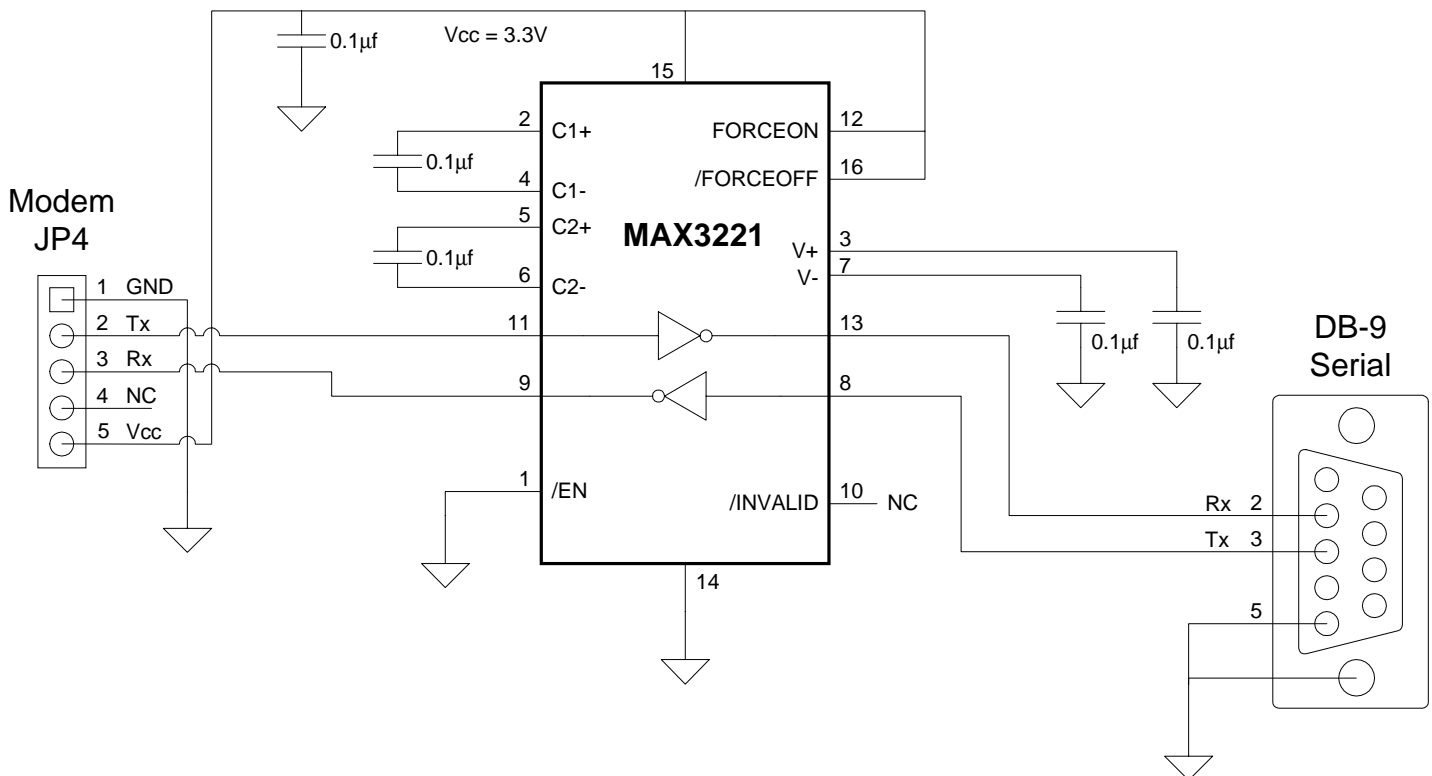 0.1µf
Vcc = 3.3V
15
2
C1+
FORCEON
12
0.1µf
4
C1-
/FORCEOFF
16
Modem
JP4
5
C2+
MAX3221
V+
3
0.1µf
6
C2-
V-
7
1 GND
2 Tx
3 Rx
4 NC
5 Vcc
11
13
9
8
0.1µf
0.1µf
DB-9
Serial
1
/EN
/INVALID
10
NC
Rx 2
Tx 3
5
14